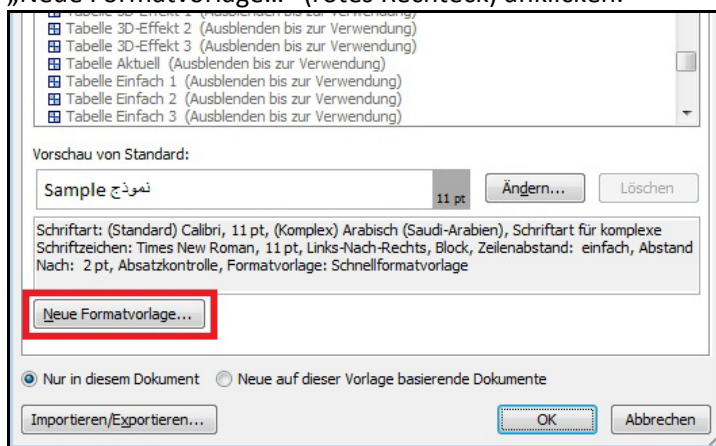 „Neue Formatvorlage...“ (rotes Rechteck) anklicken.
Tabelle 3D-Effekt 1 (Ausblenden bis zur Verwendung)
Tabelle 3D-Effekt 2 (Ausblenden bis zur Verwendung)
Tabelle 3D-Effekt 3 (Ausblenden bis zur Verwendung)
Tabelle Aktuell (Ausblenden bis zur Verwendung)
Tabelle Einfach 1 (Ausblenden bis zur Verwendung)
Tabelle Einfach 2 (Ausblenden bis zur Verwendung)
Tabelle Einfach 3 (Ausblenden bis zur Verwendung)
Vorschau von Standard:
Sample نموذج 11 pt Ändern... Löschen
Schriftart: (Standard) Calibri, 11 pt, (Komplex) Arabisch (Saudi-Arabien), Schriftart für komplexe
Schriftzeichen: Times New Roman, 11 pt, Links-Nach-Rechts, Block, Zeilenabstand: einfach, Abstand
Nach: 2 pt, Absatzkontrolle, Formatvorlage: Schnellformatvorlage
Neue Formatvorlage...
Nur in diesem Dokument Neue auf dieser Vorlage basierende Dokumente
Importieren/Exportieren... OK Abbrechen